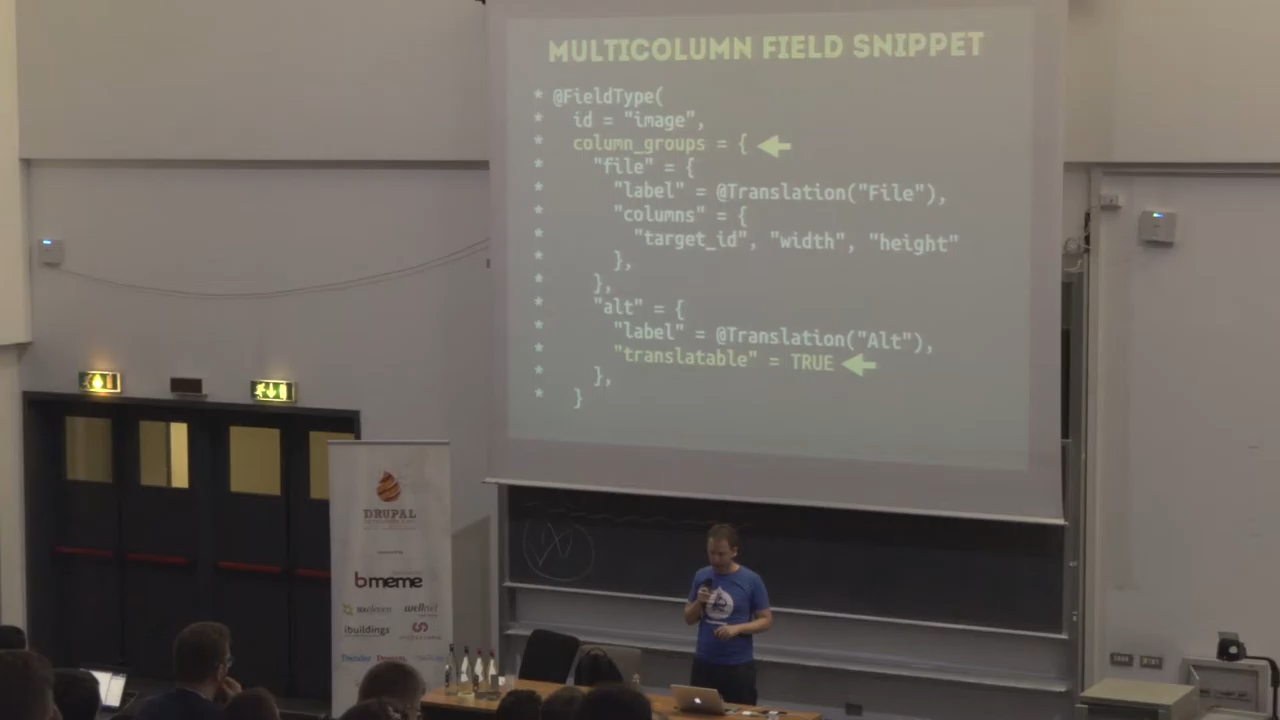 MULTICOLUMN FIELD SNIPPET
* @FieldType(
*   id = "image",
*   column_groups = {
*     "file" = {
*       "label" = @Translation("File"),
*       "columns" = {
*         "target_id", "width", "height"
*       },
*     },
*     "alt" = {
*       "label" = @Translation("Alt"),
*       "translatable" = TRUE
*     },
*   }
DRUPAL
bmeme
wellnet
ibuildings